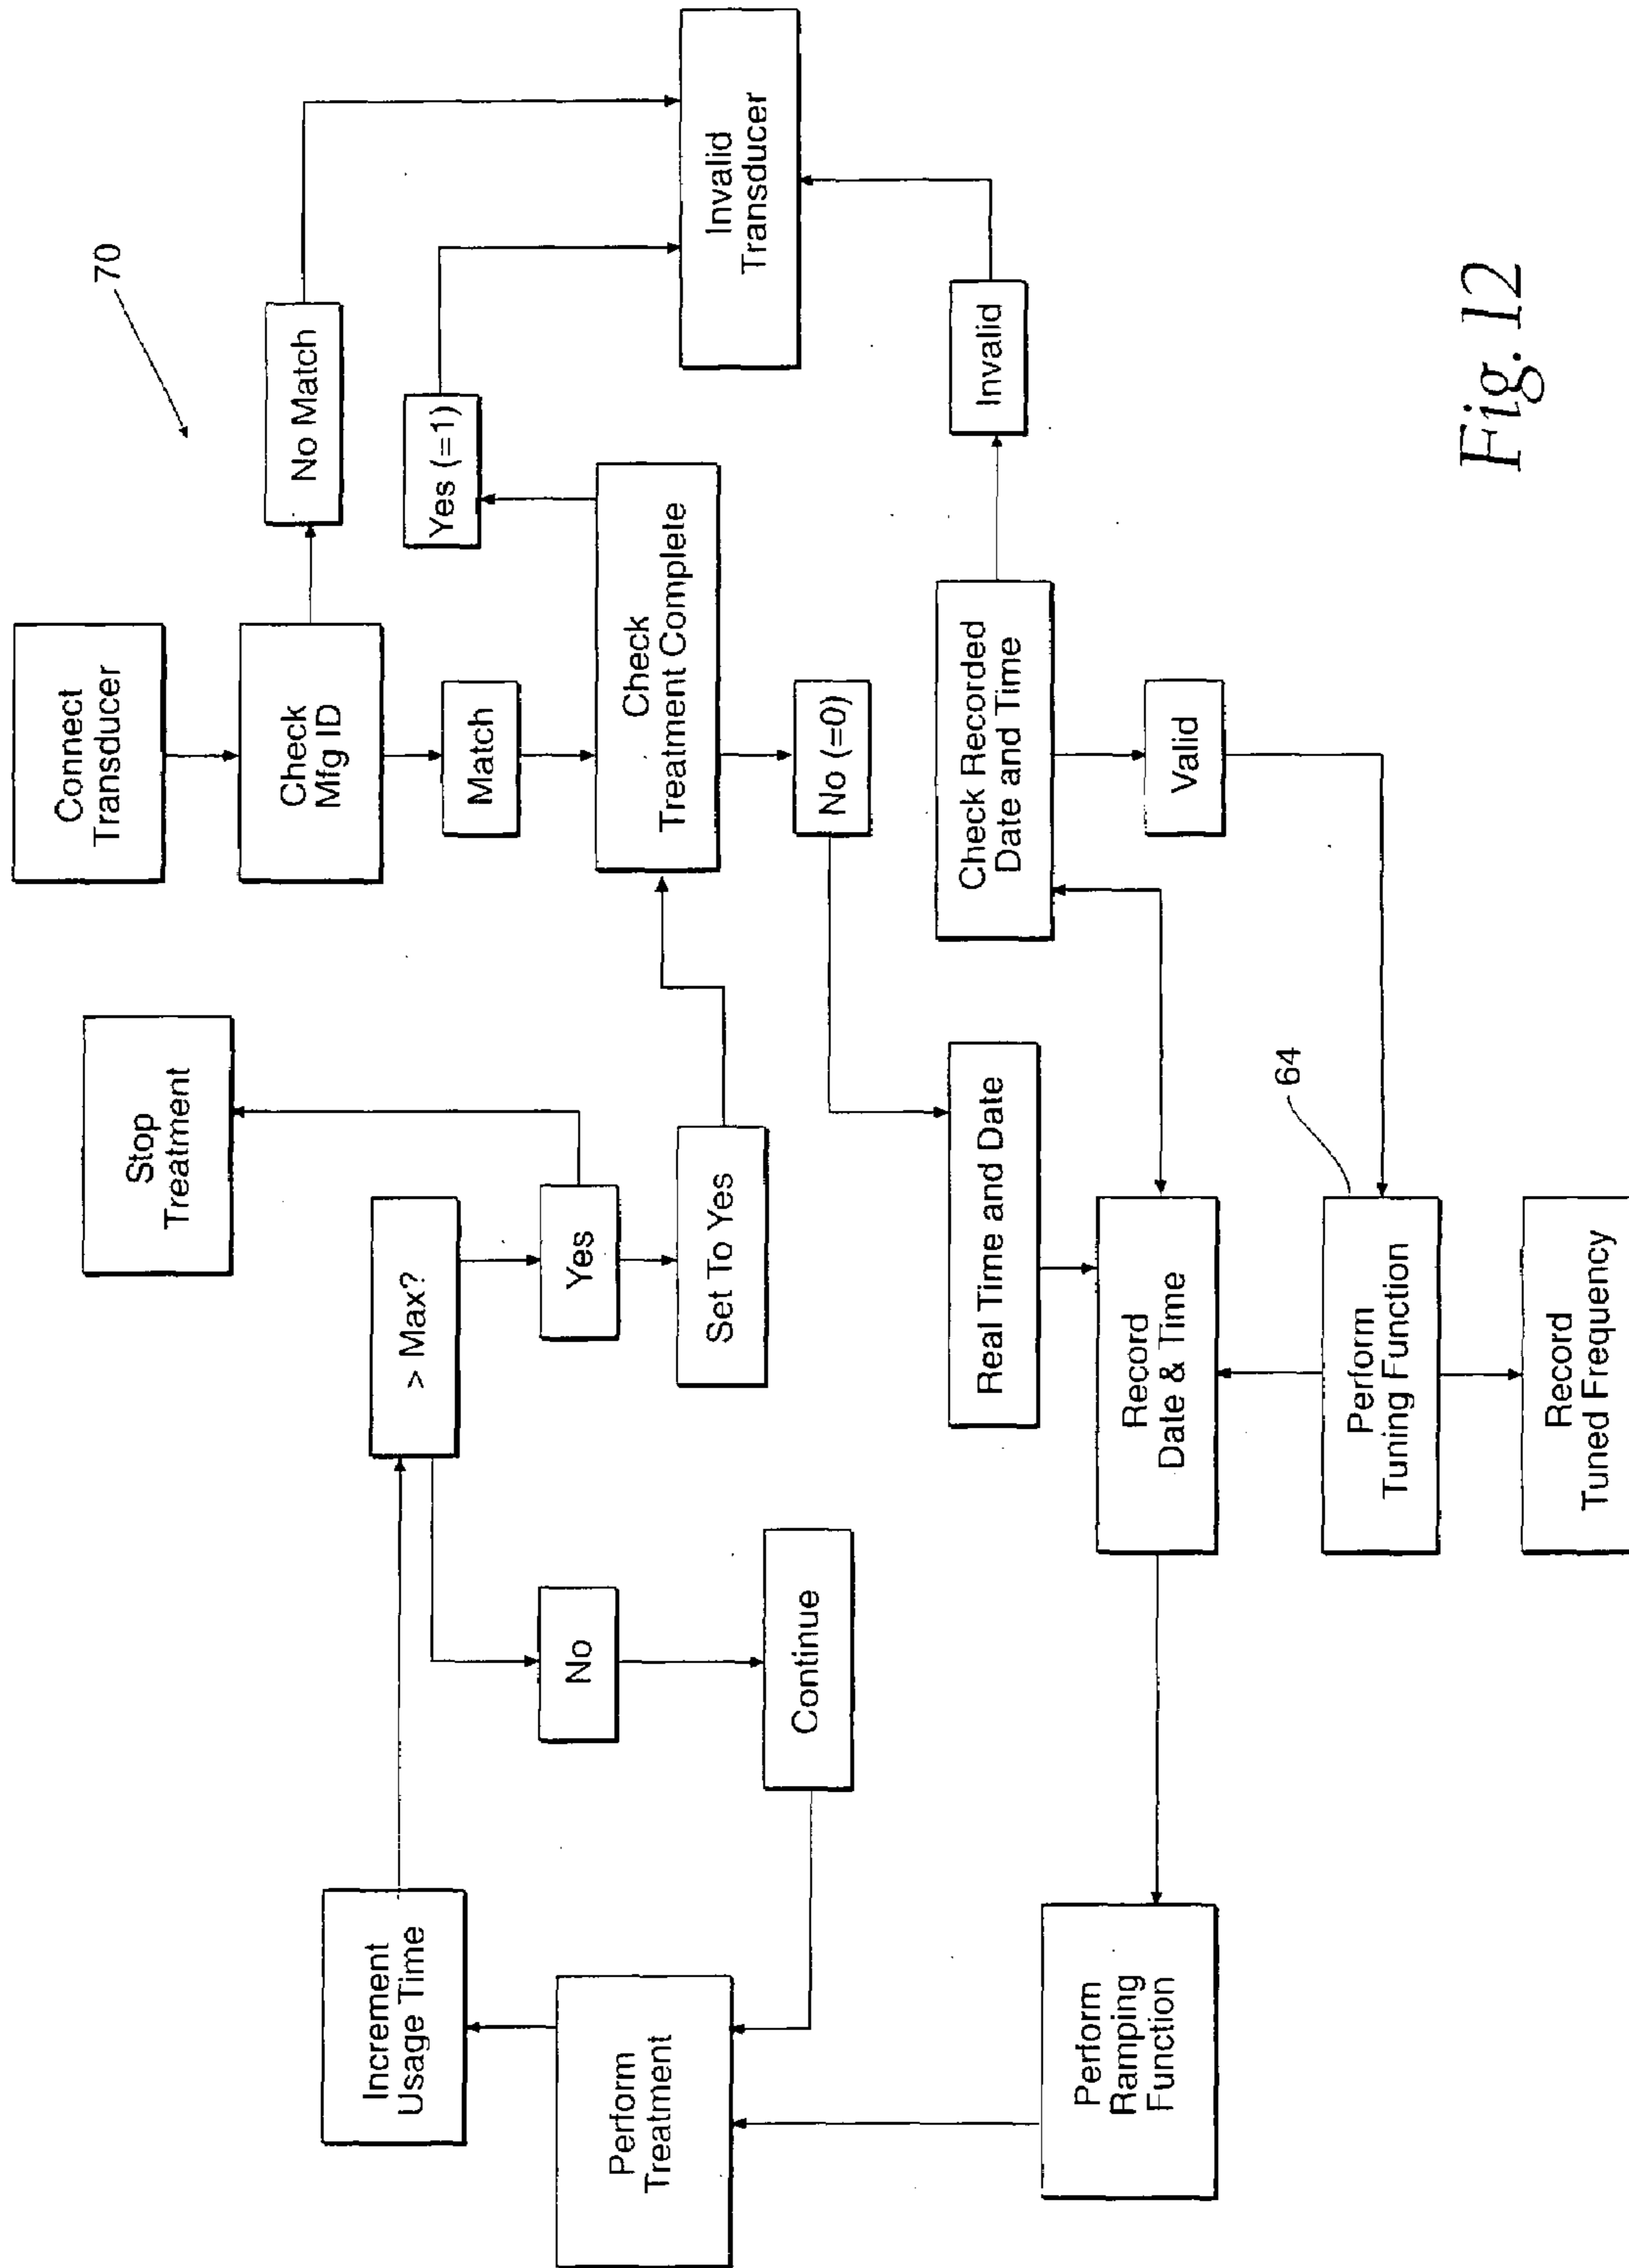 Connect
Transducer
70
Check
Mfg ID
No Match
Match
Check
Treatment Complete
Yes (=1)
Invalid
Transducer
No (=0)
Check Recorded
Date and Time
Invalid
Valid
Stop
Treatment
> Max?
Yes
Set To Yes
Real Time and Date
Record
Date & Time
64
Perform
Tuning Function
Record
Tuned Frequency
No
Continue
Increment
Usage Time
Perform
Treatment
Perform
Ramping
Function
Fig. 12